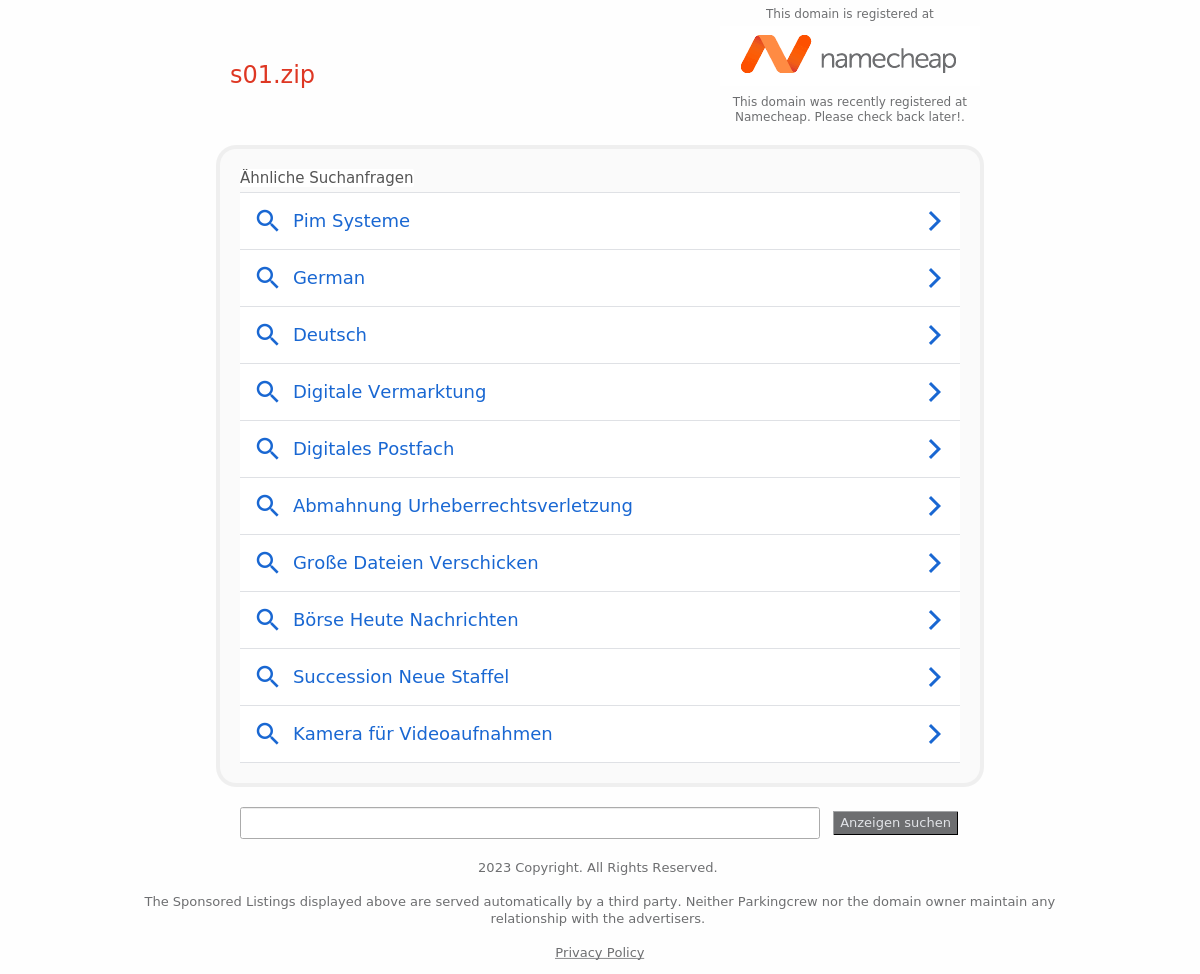 This domain is registered at
namecheap
s01.zip
This domain was recently registered at
Namecheap. Please check back later!.
Ähnliche Suchanfragen
Pim Systeme
German
Deutsch
Digitale Vermarktung
Digitales Postfach
Abmahnung Urheberrechtsverletzung
Große Dateien Verschicken
Börse Heute Nachrichten
Succession Neue Staffel
Kamera für Videoaufnahmen
Anzeigen suchen
2023 Copyright. All Rights Reserved.
The Sponsored Listings displayed above are served automatically by a third party. Neither Parkingcrew nor the domain owner maintain any
relationship with the advertisers.
Privacy Policy